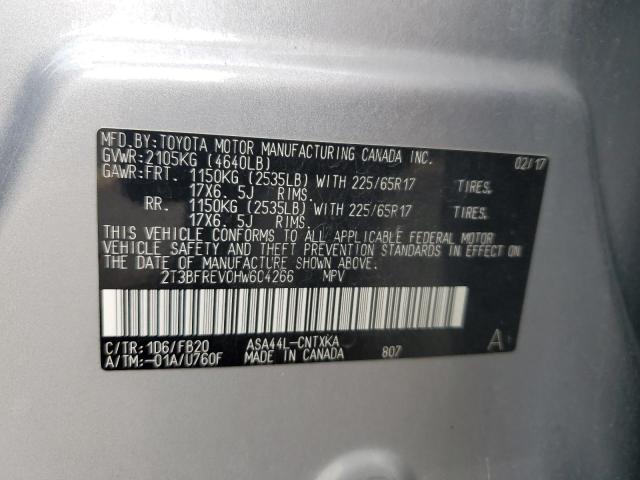 MFD.BY:TOYOTA MOTOR MANUFACTURING CANADA INC. 02/17
GVWR:2105KG (4640LB)
GAWR:FRT. 1150KG (2535LB) WITH 225/65R17 TIRES,
17X6.5J RIMS.
RR. 1150KG (2535LB) WITH 225/65R17 TIRES,
17X6.5J RIMS.
THIS VEHICLE CONFORMS TO ALL APPLICABLE FEDERAL MOTOR
VEHICLE SAFETY AND THEFT PREVENTION STANDARDS IN EFFECT ON
THE DATE OF MANUFACTURE SHOWN ABOVE.
2T3BFREV0HW604266 MPV
C/TR:1D6/FB20 ASA44L-CNTXKA A
A/TM:-01A/U760F MADE IN CANADA 807